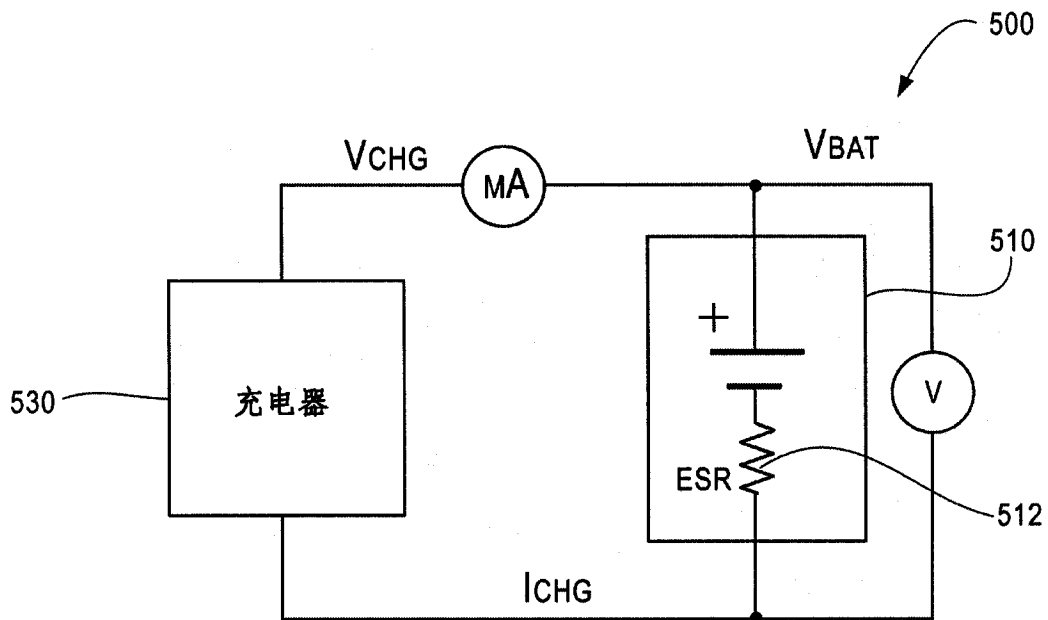 500
VCHG
MA
VBAT
510
+
530
充电器
V
ESR
512
ICHG